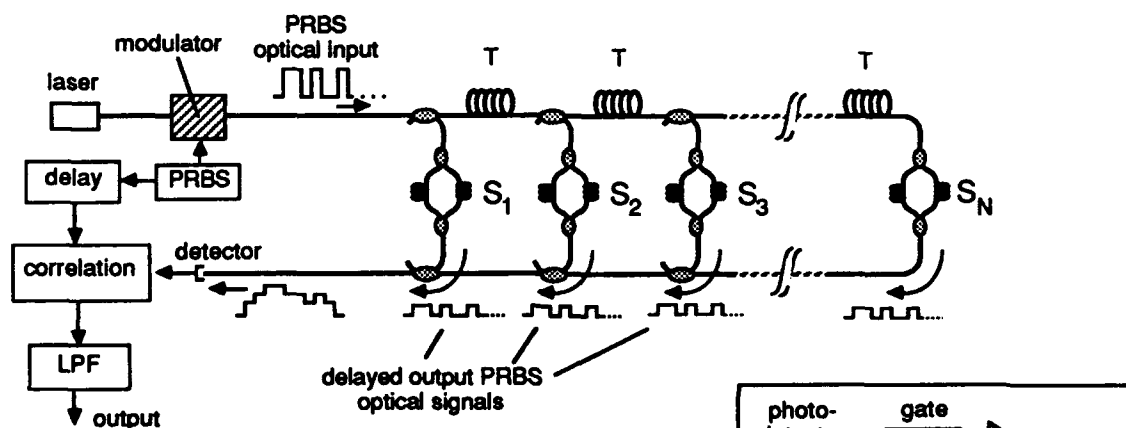 PRBS
optical input
modulator
laser
T
T
T
....
delay
PRBS
S1
S2
S3
SN
correlation
detector
LPF
output
....
....
....
....
delayed output PRBS
optical signals
photo-
gate